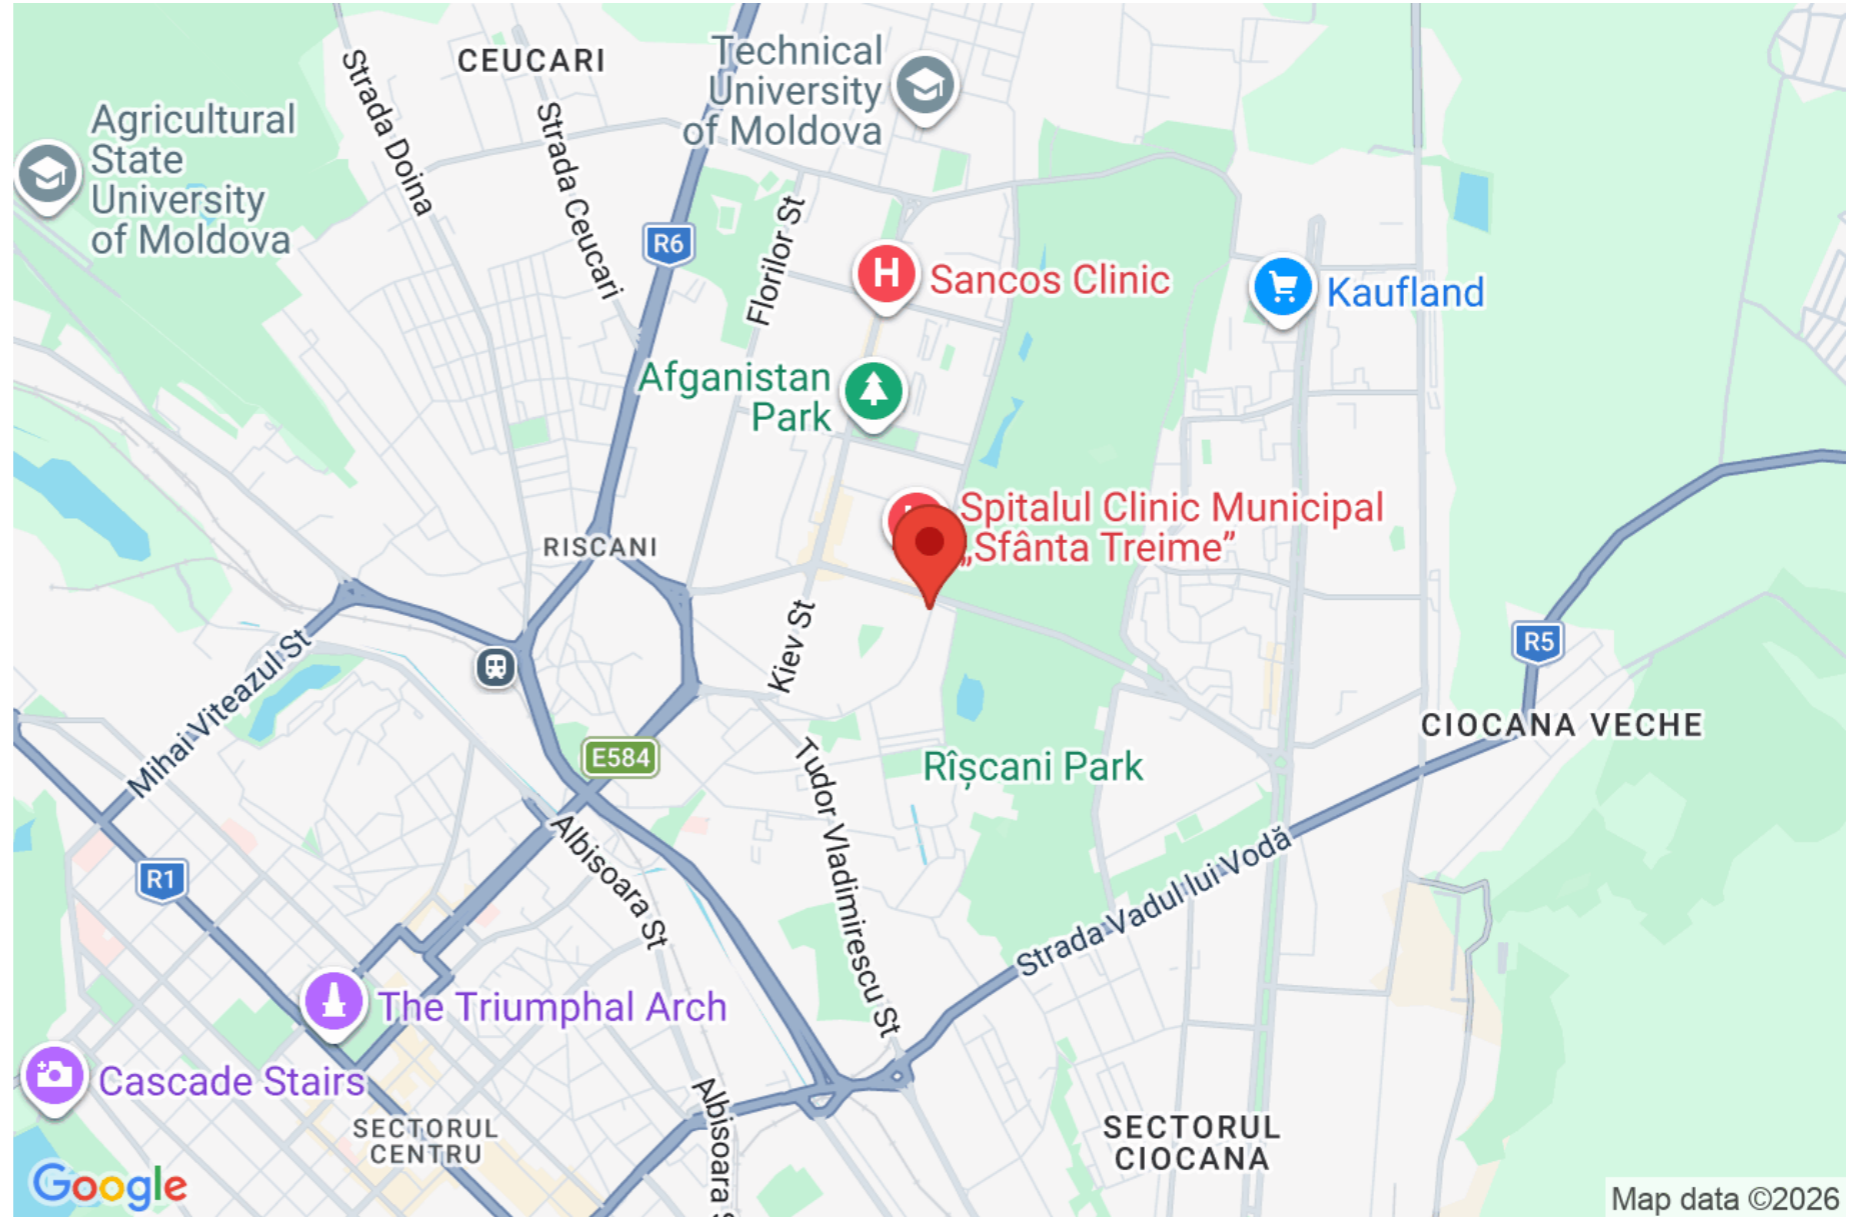 CEUCARI
Technical
University
of Moldova
Strada Doina
Strada Ceucari
Agricultural
State
University
of Moldova
R6
Florilor St
Sancos Clinic
Kaufland
Afganistan
Park
Spitalul Clinic Municipal
„Sfânta Treime”
RISCANI
Kiev St
R5
Mihai Viteazul St
CIOCANA VECHE
E584
Rîșcani Park
Tudor Vladimirescu St
Albisoara St
Strada Vadul lui Vodă
R1
The Triumphal Arch
Cascade Stairs
Albisoara S
SECTORUL
CENTRU
SECTORUL
CIOCANA
Google
Map data ©2026